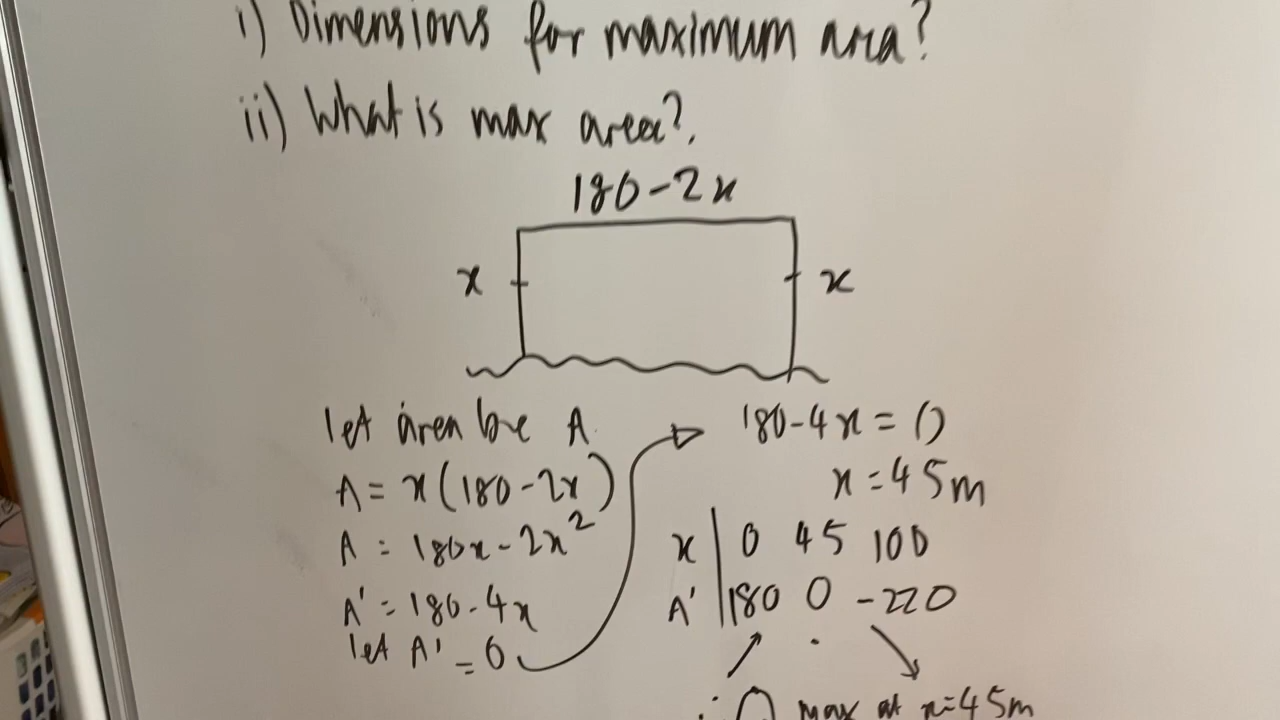 i) Dimensions for maximum area?
ii) What is max area?
180-2x
x
x
let area be A
A = x(180-2x)
A = 180x-2x²
A' = 180-4x
let A' = 0
180-4x = 0
x = 45m
x | 0 45 100
A' | 180 0 -220
∴ max at x=45m